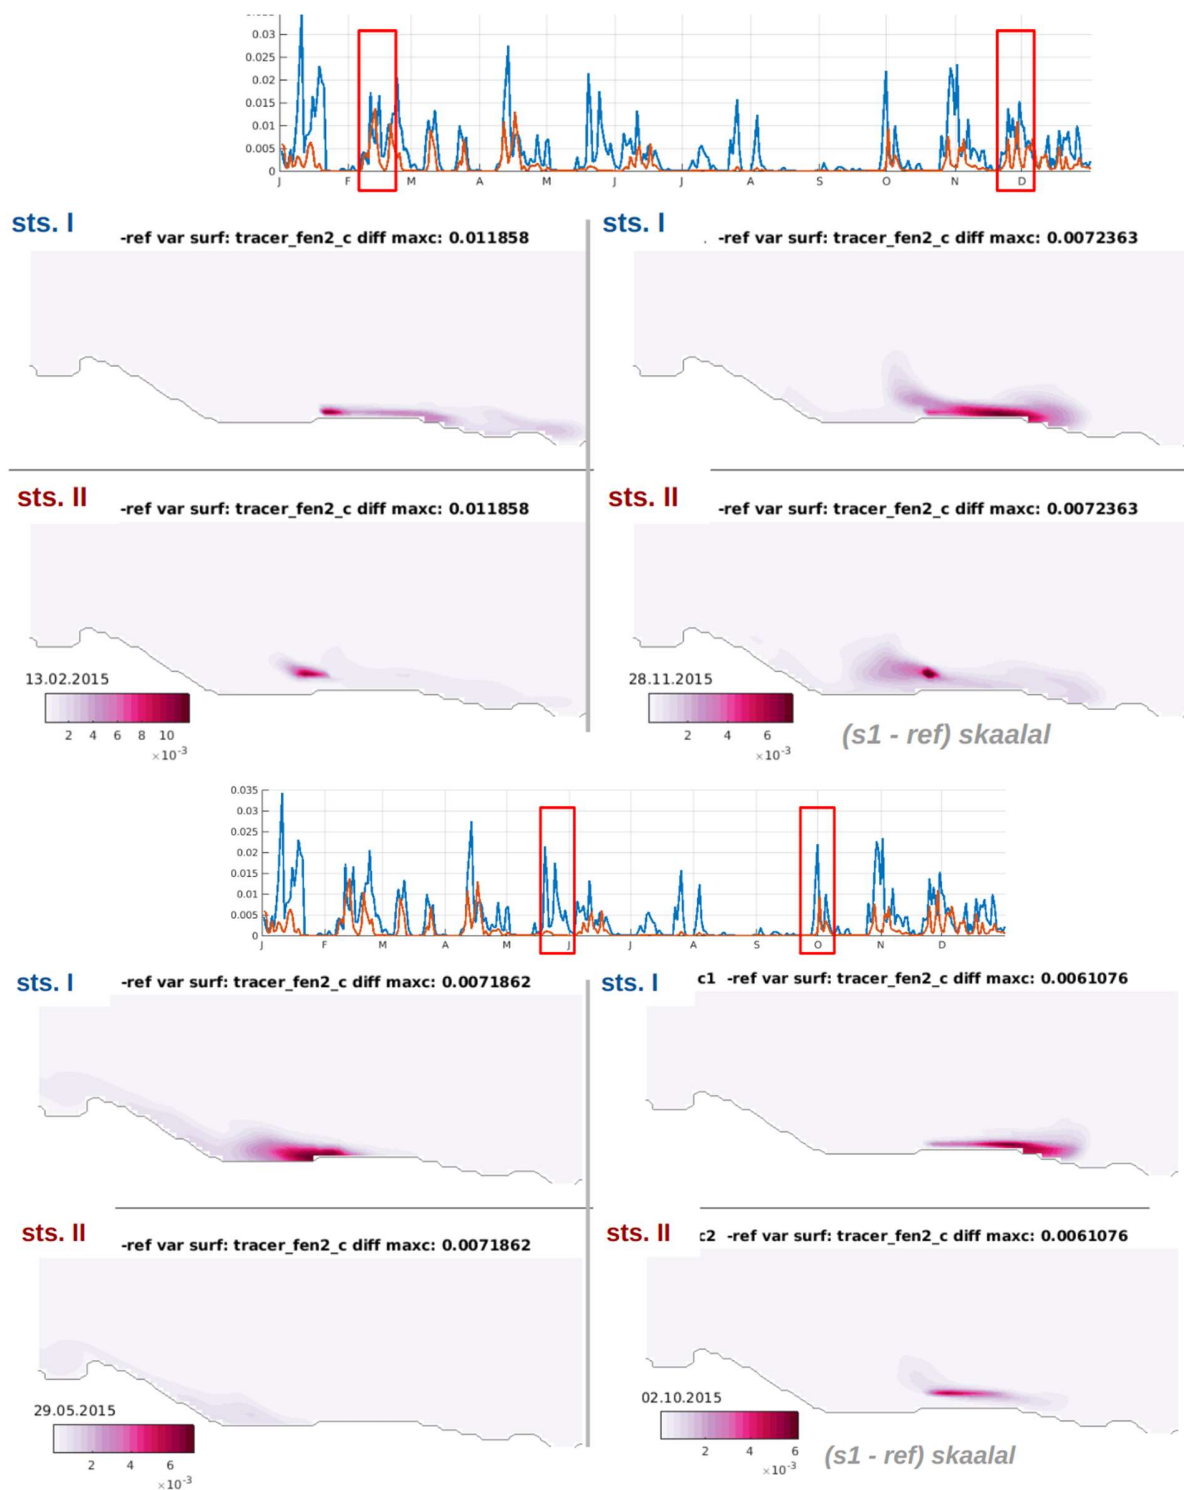 0.03
0.025
0.02
0.015
0.01
0.005
0
J F M A M J J A S O N D
sts. I
-ref var surf: tracer_fen2_c diff maxc: 0.011858
sts. I
. -ref var surf: tracer_fen2_c diff maxc: 0.0072363
sts. II
-ref var surf: tracer_fen2_c diff maxc: 0.011858
sts. II
-ref var surf: tracer_fen2_c diff maxc: 0.0072363
13.02.2015
2 4 6 8 10
×10-3
28.11.2015
2 4 6
×10-3
(s1 - ref) skaalal
0.035
0.03
0.025
0.02
0.015
0.01
0.005
0
J F M A M J J A S O N D
sts. I
-ref var surf: tracer_fen2_c diff maxc: 0.0071862
sts. I
c1 -ref var surf: tracer_fen2_c diff maxc: 0.0061076
sts. II
-ref var surf: tracer_fen2_c diff maxc: 0.0071862
sts. II
c2 -ref var surf: tracer_fen2_c diff maxc: 0.0061076
29.05.2015
2 4 6
×10-3
02.10.2015
2 4 6
×10-3
(s1 - ref) skaalal